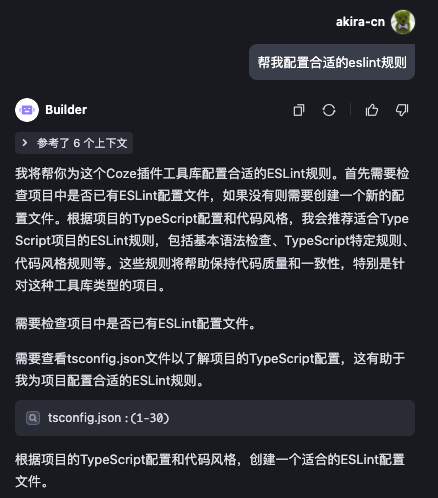 akira-cn
帮我配置合适的eslint规则
Builder
参考了 6 个上下文
我将帮你为这个Coze插件工具库配置合适的ESLint规则。首先需要检
查项目中是否已有ESLint配置文件，如果没有则需要创建一个新的配
置文件。根据项目的TypeScript配置和代码风格，我会推荐适合Type
Script项目的ESLint规则，包括基本语法检查、TypeScript特定规则、
代码风格规则等。这些规则将帮助保持代码质量和一致性，特别是针
对这种工具库类型的项目。
需要检查项目中是否已有ESLint配置文件。
需要查看tsconfig.json文件以了解项目的TypeScript配置，这有助于
我为项目配置合适的ESLint规则。
tsconfig.json : (1-30)
根据项目的TypeScript配置和代码风格，创建一个适合的ESLint配置
文件。